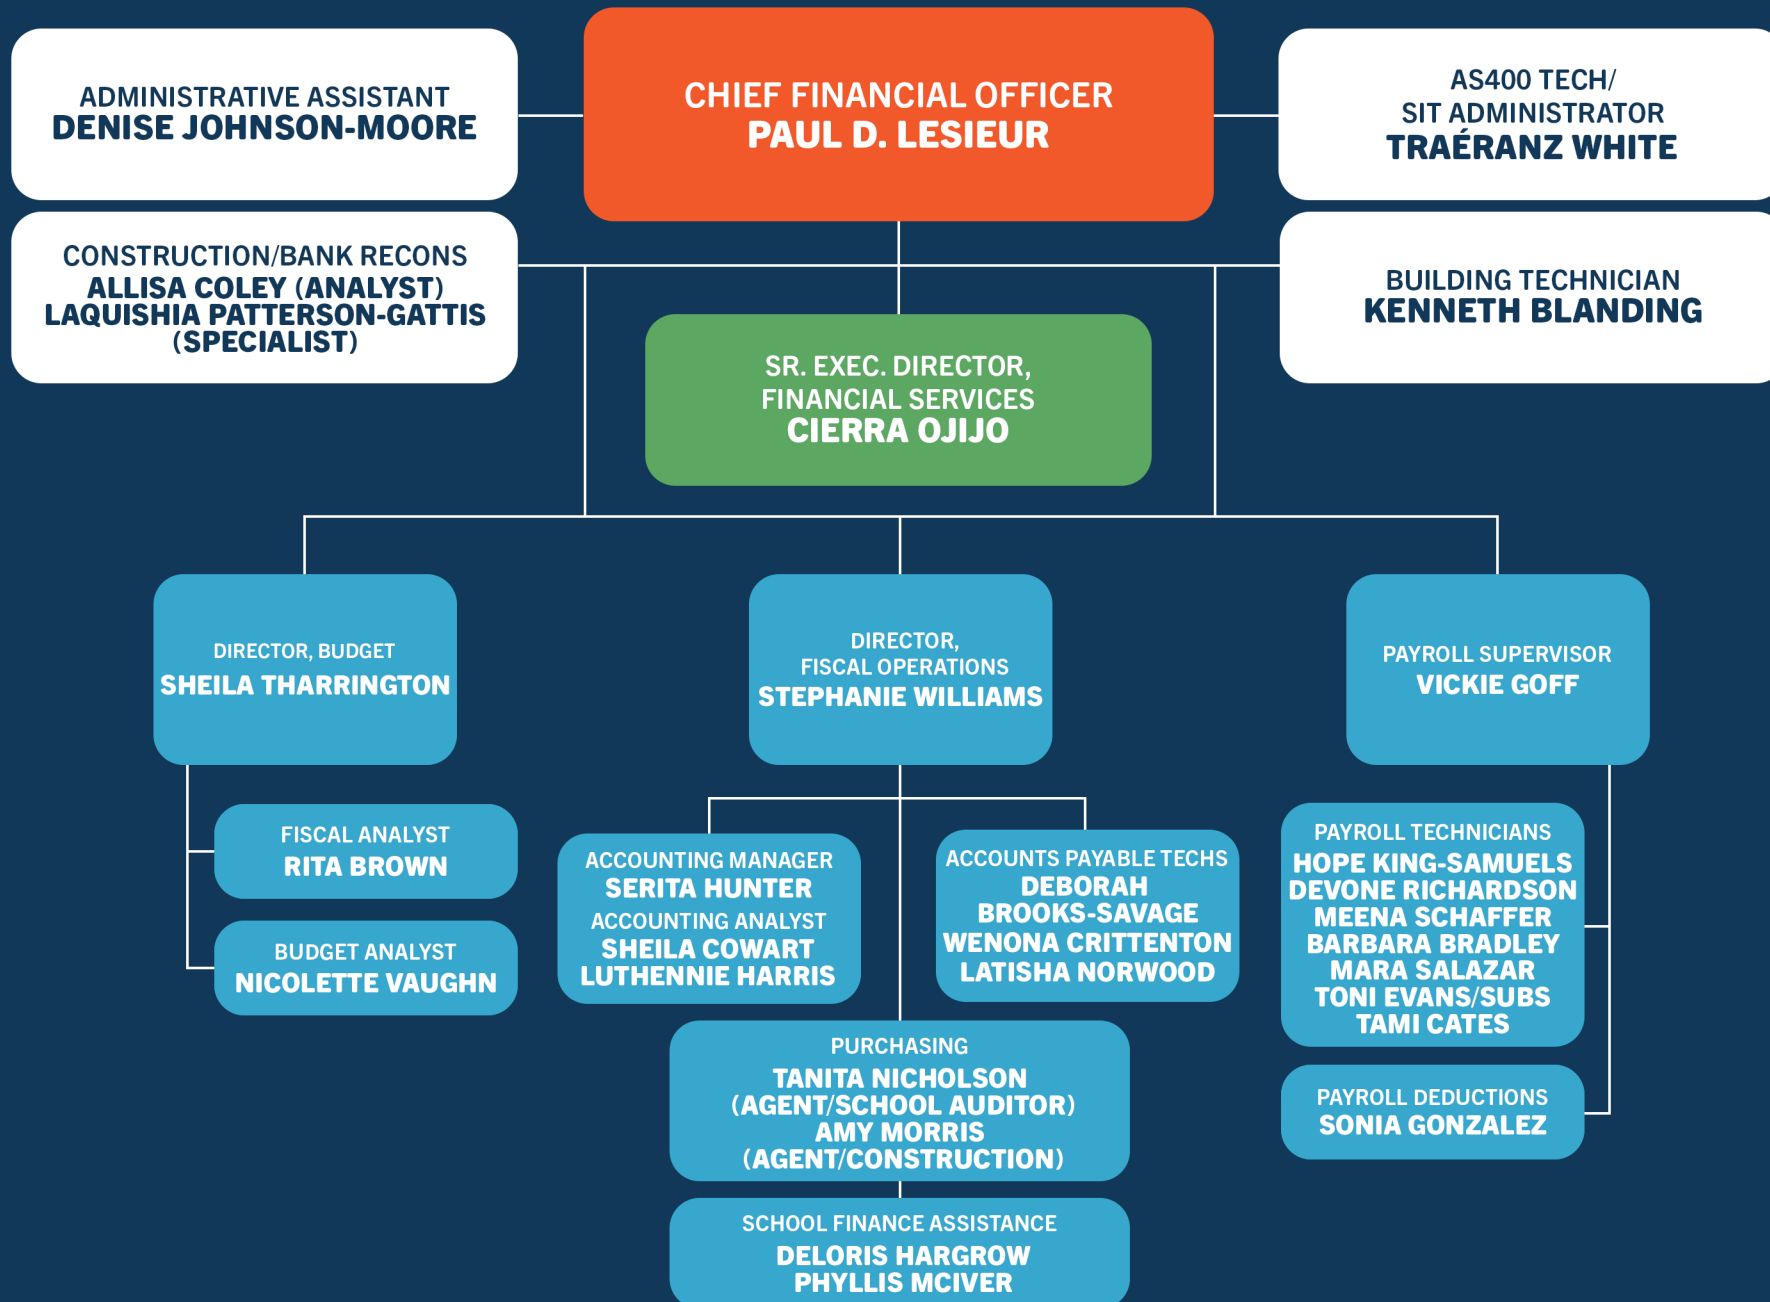 ADMINISTRATIVE ASSISTANT
DENISE JOHNSON-MOORE
CHIEF FINANCIAL OFFICER
PAUL D. LESIEUR
AS400 TECH/
SIT ADMINISTRATOR
TRAÉRANZ WHITE
CONSTRUCTION/BANK RECONS
ALLISA COLEY (ANALYST)
LAQUISHIA PATTERSON-GATTIS
(SPECIALIST)
BUILDING TECHNICIAN
KENNETH BLANDING
SR. EXEC. DIRECTOR,
FINANCIAL SERVICES
CIERRA OJIJO
DIRECTOR, BUDGET
SHEILA THARRINGTON
DIRECTOR,
FISCAL OPERATIONS
STEPHANIE WILLIAMS
PAYROLL SUPERVISOR
VICKIE GOFF
FISCAL ANALYST
RITA BROWN
BUDGET ANALYST
NICOLETTE VAUGHN
ACCOUNTING MANAGER
SERITA HUNTER
ACCOUNTING ANALYST
SHEILA COWART
LUTHENNIE HARRIS
ACCOUNTS PAYABLE TECHS
DEBORAH
BROOKS-SAVAGE
WENONA CRITTENTON
LATISHA NORWOOD
PAYROLL TECHNICIANS
HOPE KING-SAMUELS
DEVONE RICHARDSON
MEENA SCHAFFER
BARBARA BRADLEY
MARA SALAZAR
TONI EVANS/SUBS
TAMI CATES
PURCHASING
TANITA NICHOLSON
(AGENT/SCHOOL AUDITOR)
AMY MORRIS
(AGENT/CONSTRUCTION)
PAYROLL DEDUCTIONS
SONIA GONZALEZ
SCHOOL FINANCE ASSISTANCE
DELORIS HARGROW
PHYLLIS MCIVER